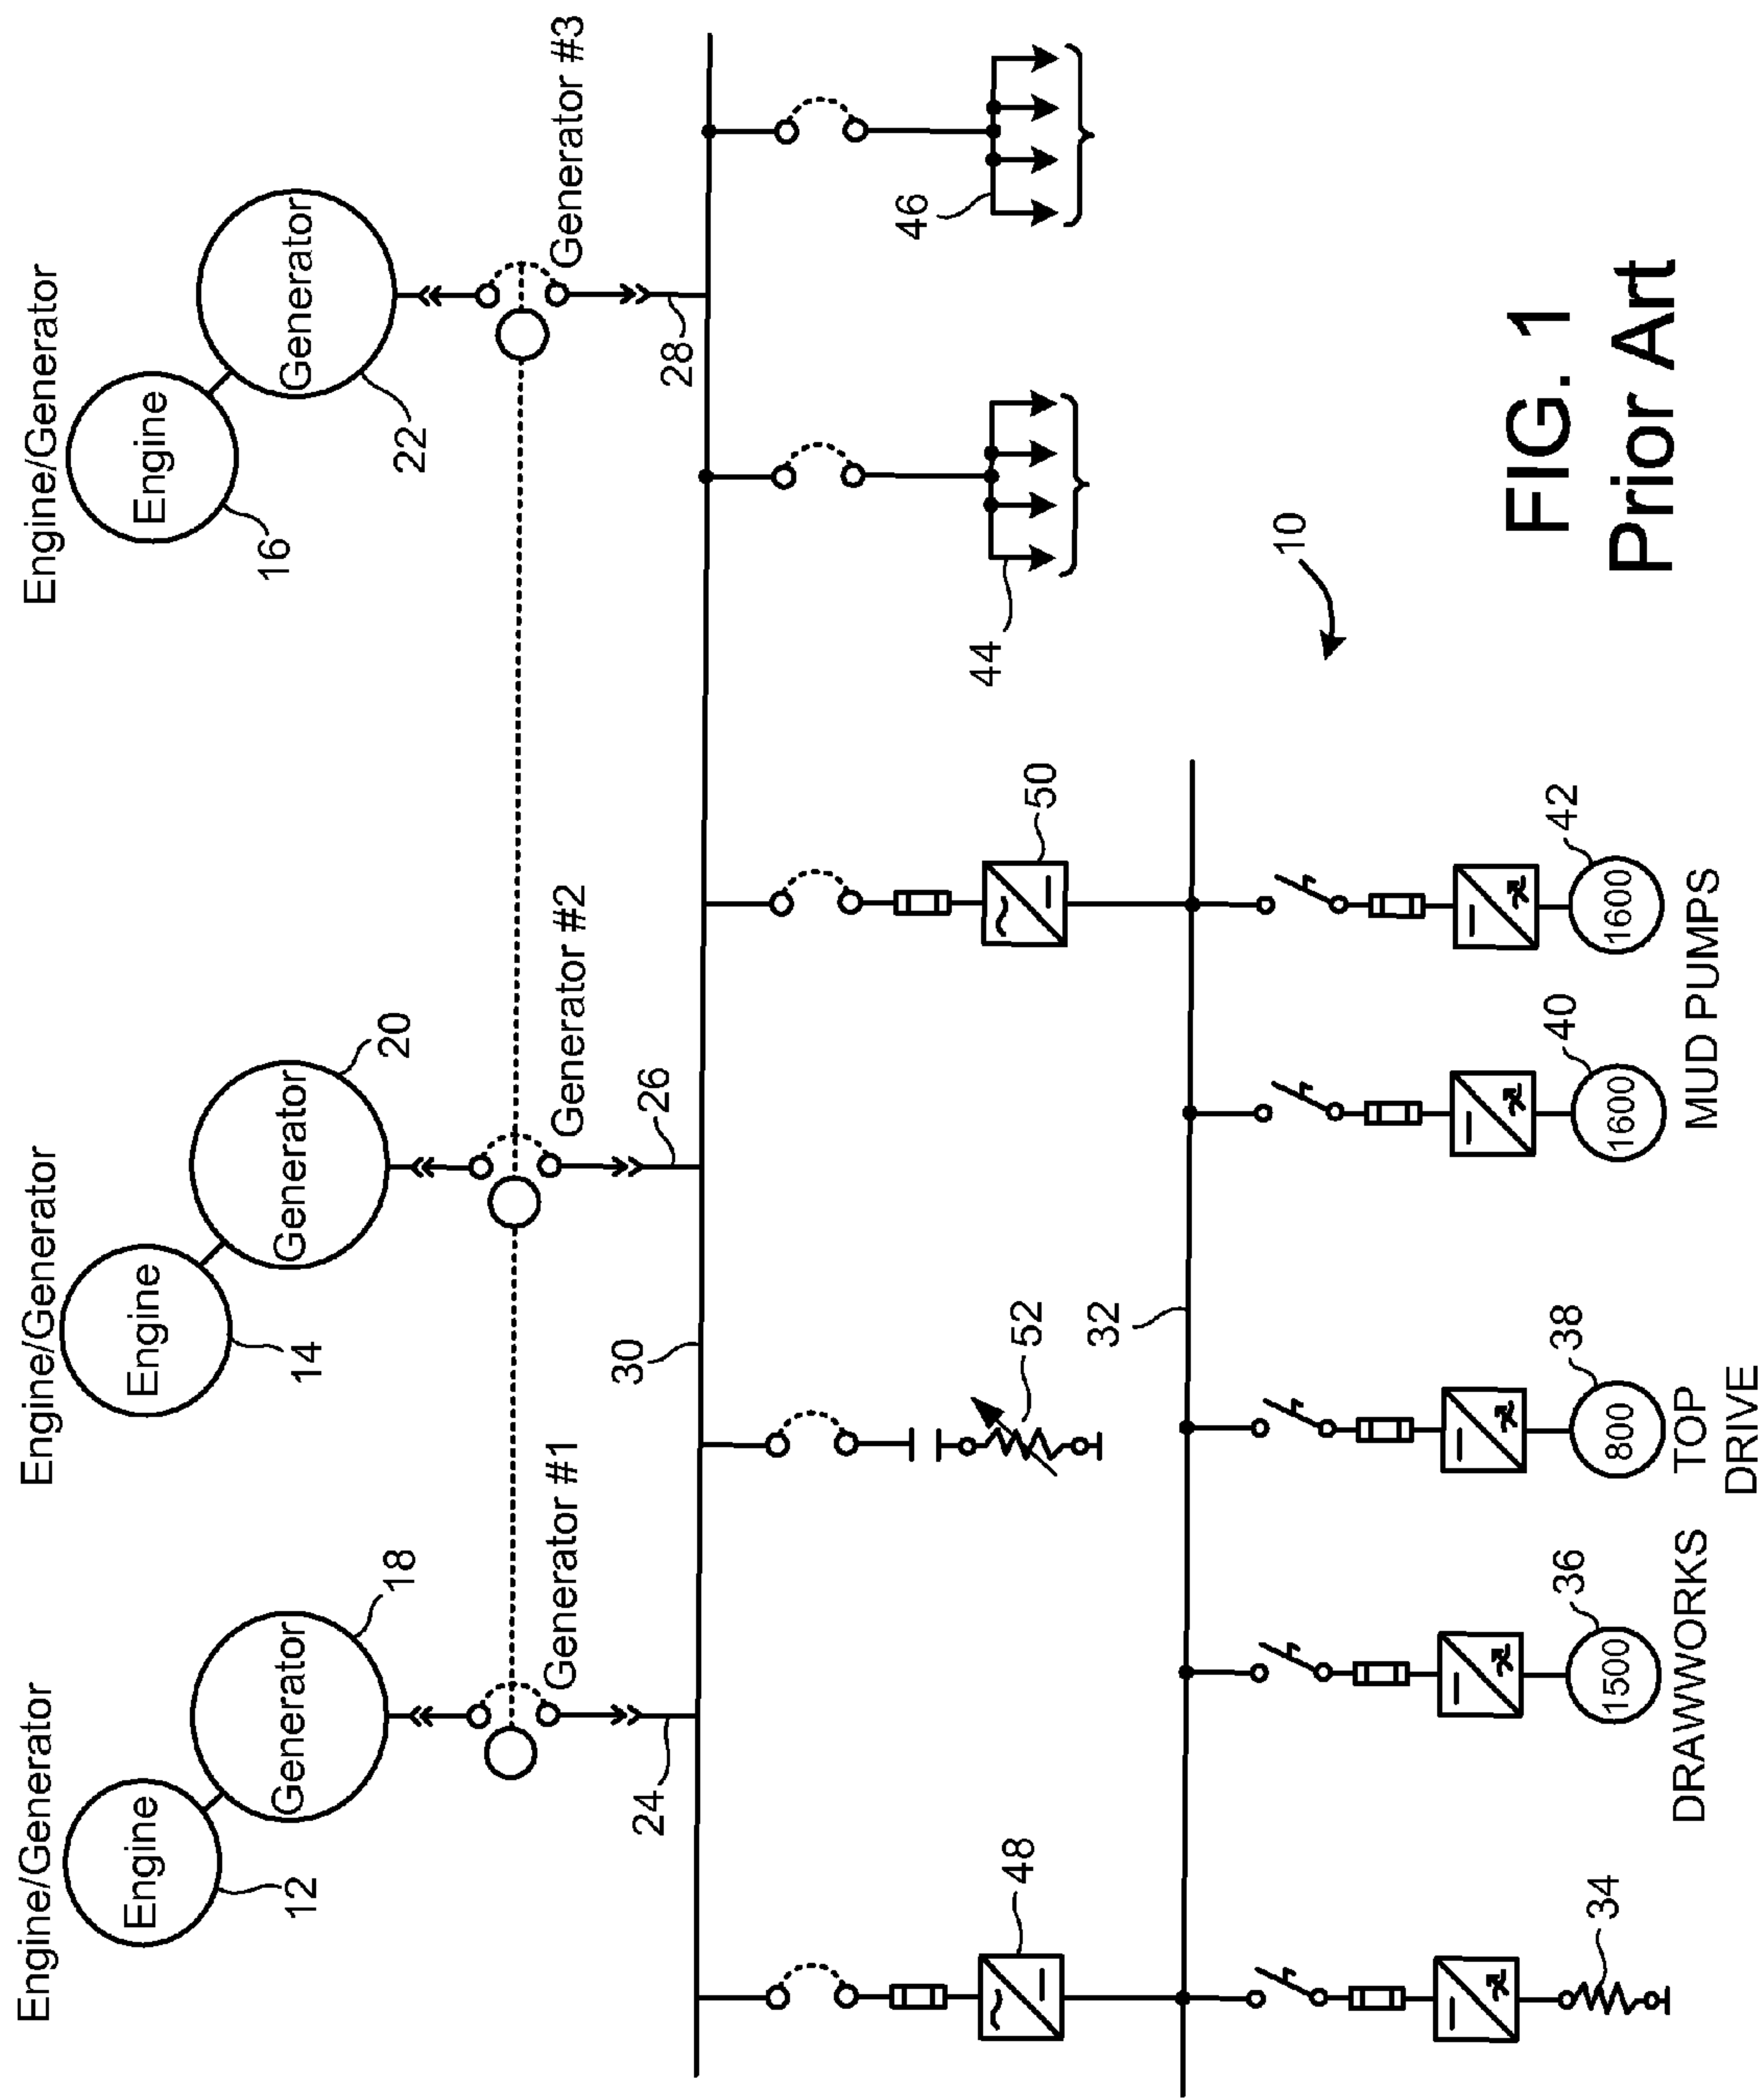 Engine/Generator
Engine/Generator
Engine/Generator
Engine
Engine
Engine
12
14
16
Generator
Generator
Generator
18
20
22
Generator #1
Generator #2
Generator #3
24
26
28
30
48
52
50
44
46
32
10
34
36
38
40
42
1500
800
1600
1600
DRAWWORKS
TOP
DRIVE
MUD PUMPS
FIG. 1
Prior Art